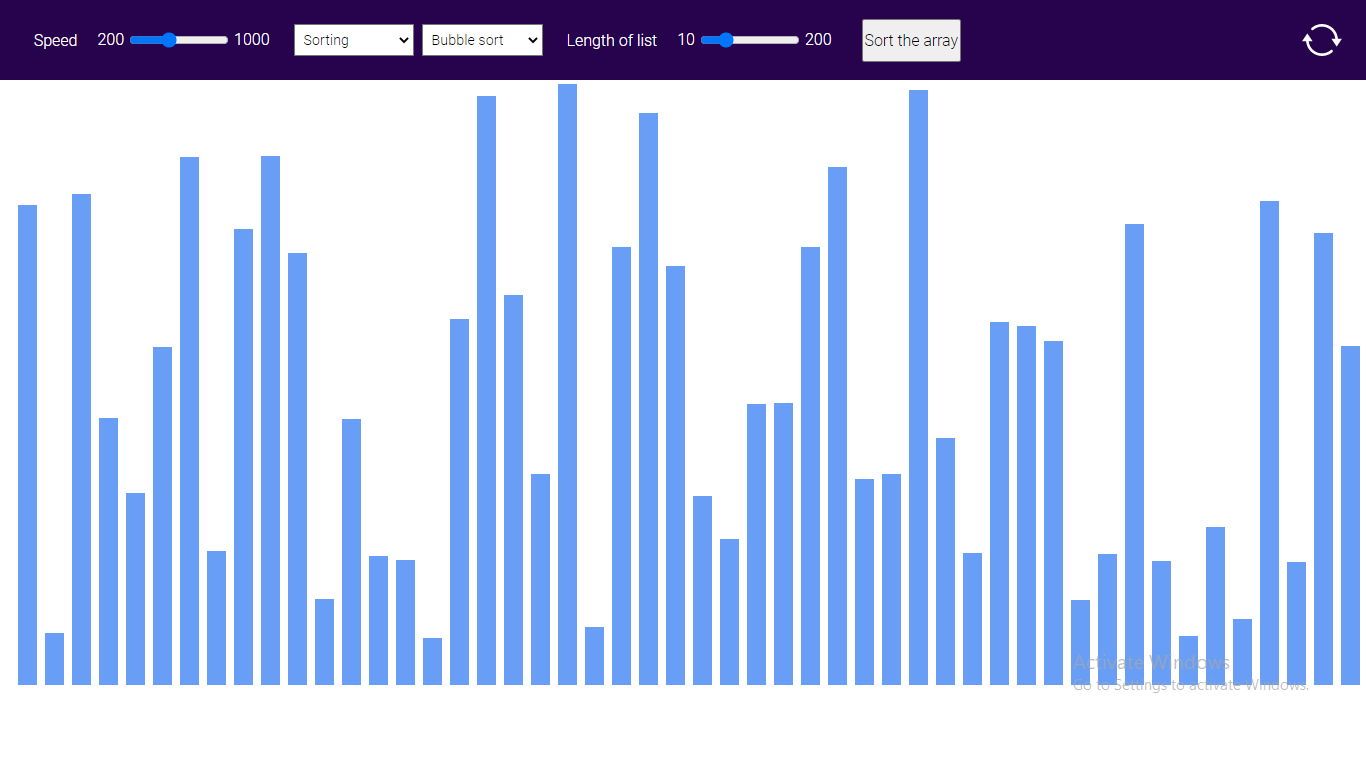 Speed 200 1000 Sorting Bubble sort Length of list 10 200 Sort the array
Activate Windows
Go to Settings to activate Windows.